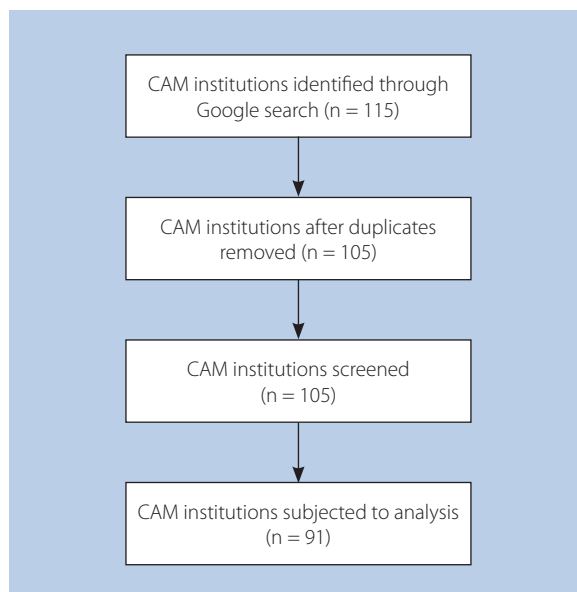 CAM institutions identified through
Google search (n = 115)
CAM institutions after duplicates
removed (n = 105)
CAM institutions screened
(n = 105)
CAM institutions subjected to analysis
(n = 91)